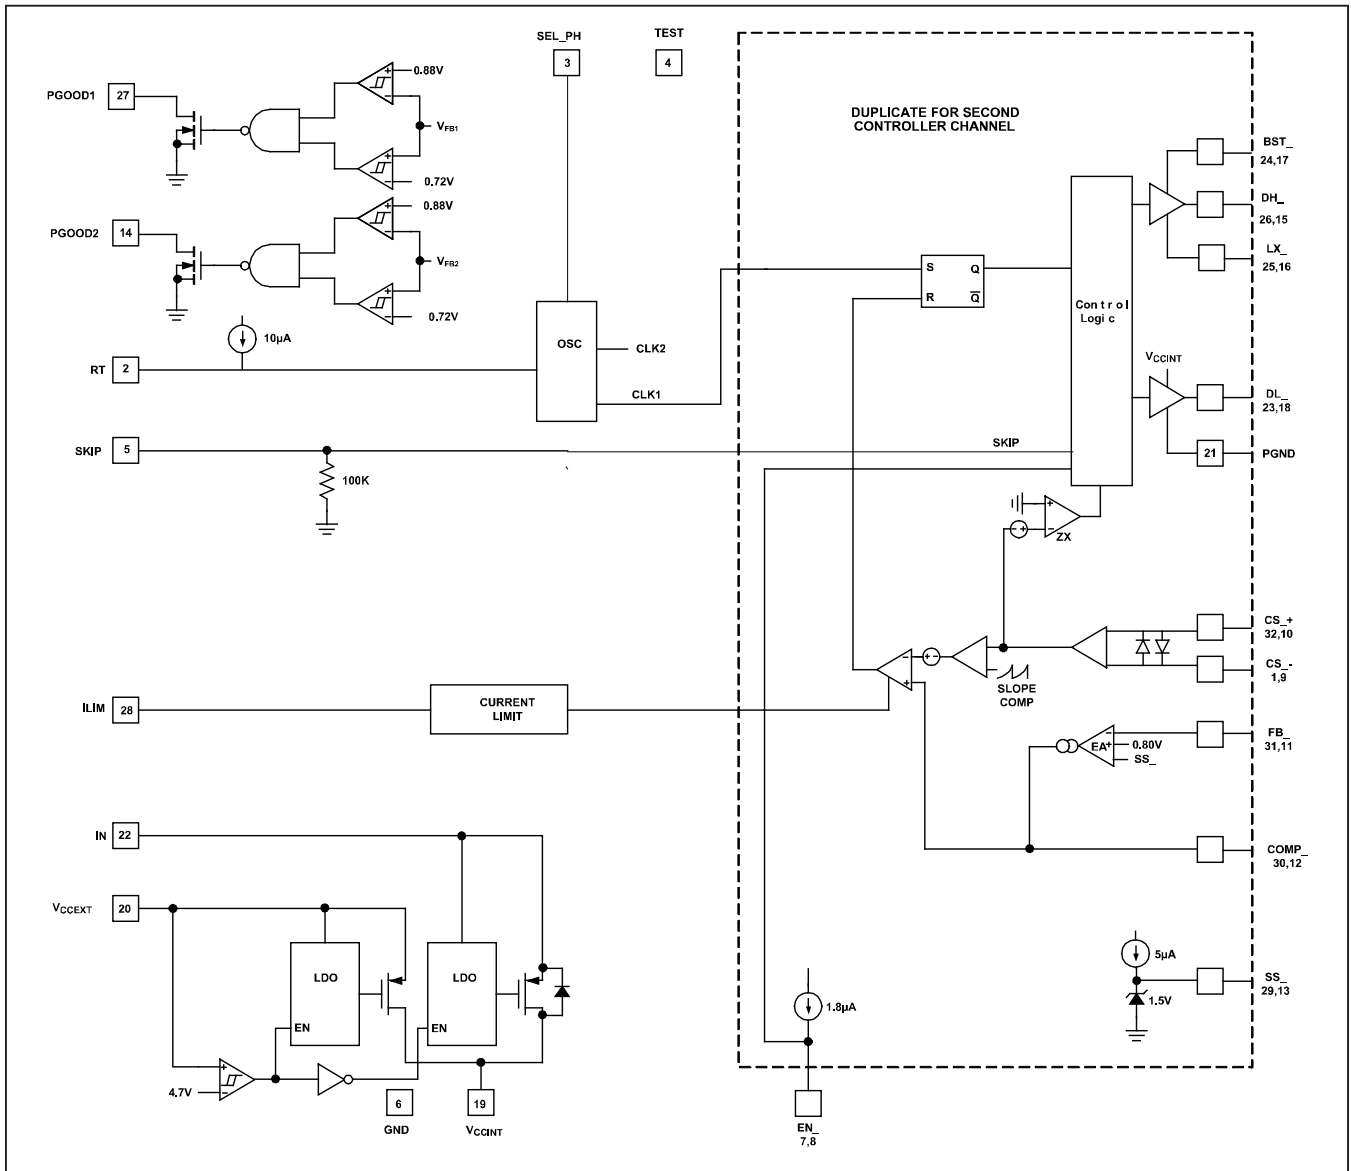 SEL_PH
3
TEST
4
PGOOD1
27
+
0.88V
-
VFB1
+
-
0.72V
PGOOD2
14
+
0.88V
-
VFB2
+
-
0.72V
10µA
RT
2
OSC
CLK2
CLK1
SKIP
5
100K
ILIM
28
CURRENT
LIMIT
IN
22
VCCEXT
20
LDO
EN
LDO
EN
4.7V
+
-
6
GND
19
VCCINT
DUPLICATE FOR SECOND
CONTROLLER CHANNEL
S Q
R Q̅
Control
Logic
SKIP
BST_
24,17
DH_
26,15
LX_
25,16
VCCINT
DL_
23,18
21
PGND
+
-
- +
ZX
CS_+
32,10
CS_-
1,9
-
+
+ -
SLOPE
COMP
FB_
31,11
EA
-
+
0.80V
SS_
COMP_
30,12
5µA
1.5V
SS_
29,13
1.8µA
EN_
7,8